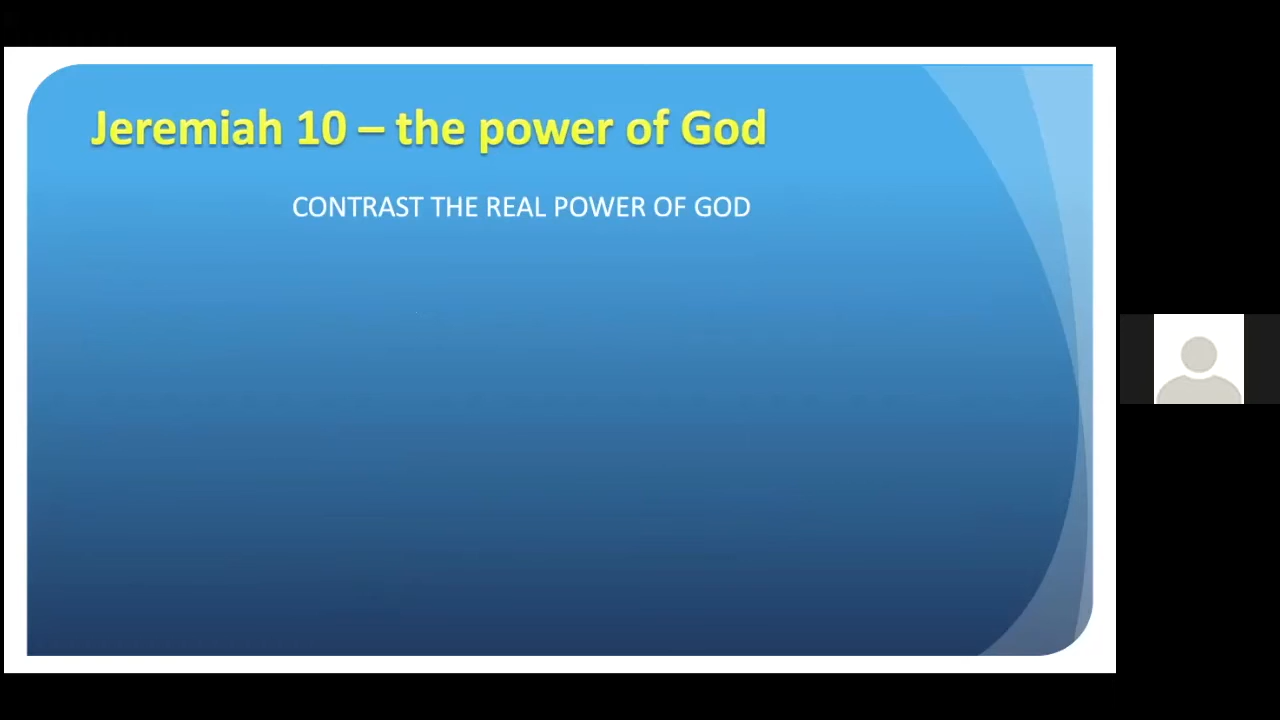 Jeremiah 10 – the power of God
CONTRAST THE REAL POWER OF GOD